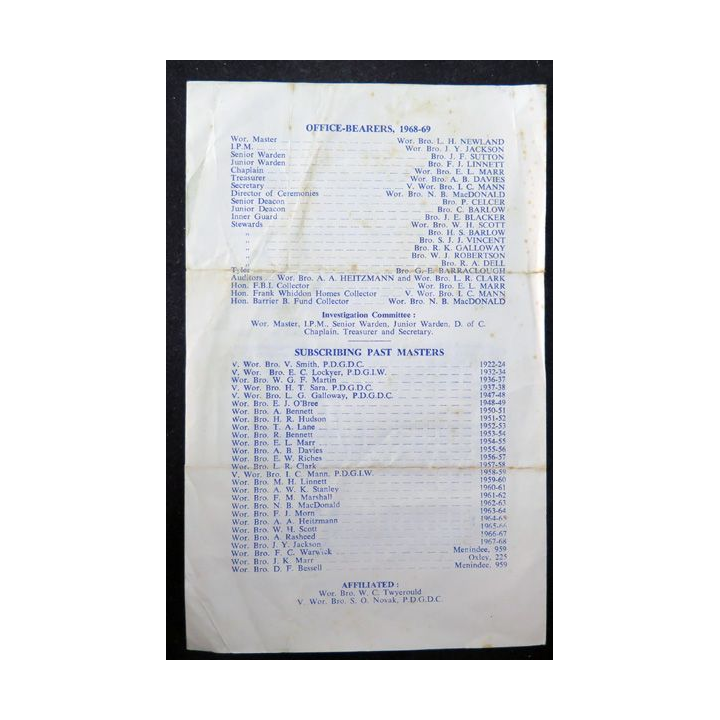 OFFICE-BEARERS, 1968-69
Wor. Master Wor. Bro. L. H. NEWLAND
I.P.M. Wor. Bro. J. Y. JACKSON
Senior Warden Bro. J. F. SUTTON
Junior Warden Bro. F. J. LINNETT
Chaplain Wor. Bro. E. L. MARR
Treasurer Wor. Bro. A. B. DAVIES
Secretary V. Wor. Bro. I. C. MANN
Director of Ceremonies Wor. Bro. N. B. MacDONALD
Senior Deacon Bro. P. CELCER
Junior Deacon Bro. C. BARLOW
Inner Guard Bro. J. E. BLACKER
Stewards Wor. Bro. W. H. SCOTT
" Bro. H. S. BARLOW
" Bro. S. J. J. VINCENT
" Bro. R. K. GALLOWAY
" Bro. W. J. ROBERTSON
" Bro. R. A. DELL
Tyler Bro. G. E. BARRACLOUGH
Auditors Wor. Bro. A. A. HEITZMANN and Wor. Bro. L. R. CLARK
Hon. F.B.I. Collector Wor. Bro. E. L. MARR
Hon. Frank Whiddon Homes Collector V. Wor. Bro. I. C. MANN
Hon. Barrier B. Fund Collector Wor. Bro. N. B. MacDONALD
Investigation Committee :
Wor. Master, I.P.M., Senior Warden, Junior Warden, D. of C.
Chaplain, Treasurer and Secretary.
SUBSCRIBING PAST MASTERS
V. Wor. Bro. V. Smith, P.D.G.D.C. 1922-24
V. Wor. Bro. E. C. Lockyer, P.D.G.I.W. 1932-34
Wor. Bro. W. G. F. Martin 1936-37
V. Wor. Bro. H. T. Sara, P.D.G.D.C. 1937-38
V. Wor. Bro. L. G. Galloway, P.D.G.D.C. 1947-48
Wor. Bro. E. J. O'Bree 1948-49
Wor. Bro. A. Bennett 1950-51
Wor. Bro. H. R. Hudson 1951-52
Wor. Bro. T. A. Lane 1952-53
Wor. Bro. R. Bennett 1953-54
Wor. Bro. E. L. Marr 1954-55
Wor. Bro. A. B. Davies 1955-56
Wor. Bro. E. W. Riches 1956-57
Wor. Bro. L. R. Clark 1957-58
V. Wor. Bro. I. C. Mann, P.D.G.I.W. 1958-59
Wor. Bro. M. H. Linnett 1959-60
Wor. Bro. A. W. K. Stanley 1960-61
Wor. Bro. F. M. Marshall 1961-62
Wor. Bro. N. B. MacDonald 1962-63
Wor. Bro. F. J. Morn 1963-64
Wor. Bro. A. A. Heitzmann 1964-65
Wor. Bro. W. H. Scott 1965-66
Wor. Bro. A. Rasheed 1966-67
Wor. Bro. J. Y. Jackson 1967-68
Wor. Bro. F. C. Warwick Menindee, 959
Wor. Bro. J. K. Marr Oxley, 225
Wor. Bro. D. F. Bessell Menindee, 959
AFFILIATED :
Wor. Bro. W. C. Twyerould
V. Wor. Bro. S. O. Novak, P.D.G.D.C.